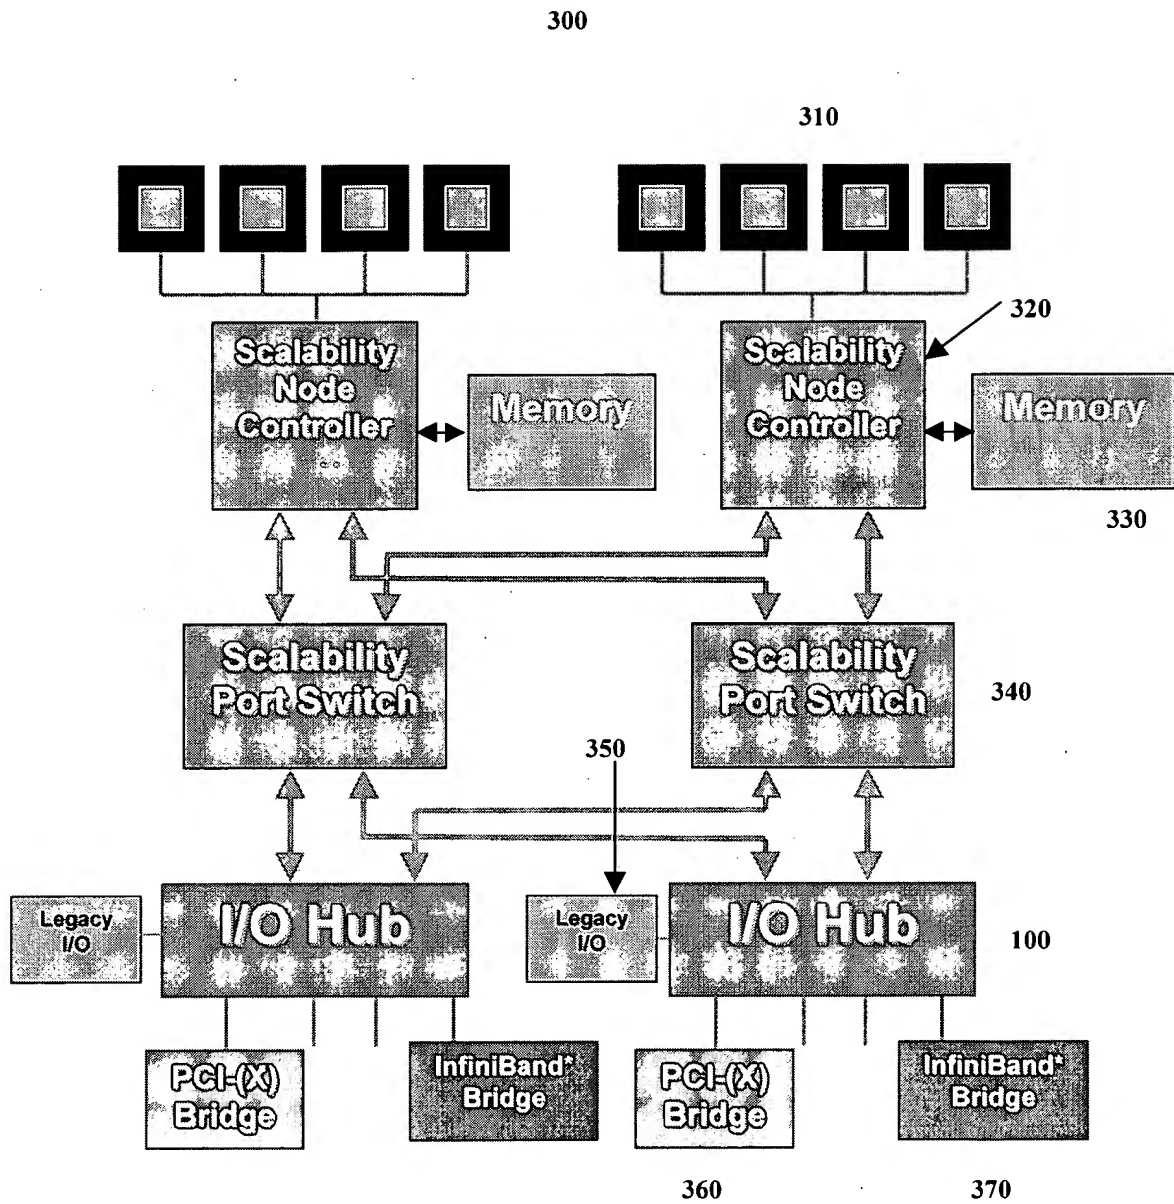 300
310
320
Scalability
Node
Controller
Scalability
Node
Controller
Memory
Memory
330
Scalability
Port Switch
Scalability
Port Switch
340
350
Legacy
I/O
I/O Hub
Legacy
I/O
I/O Hub
100
PCI-(X)
Bridge
InfiniBand*
Bridge
PCI-(X)
Bridge
InfiniBand*
Bridge
360
370